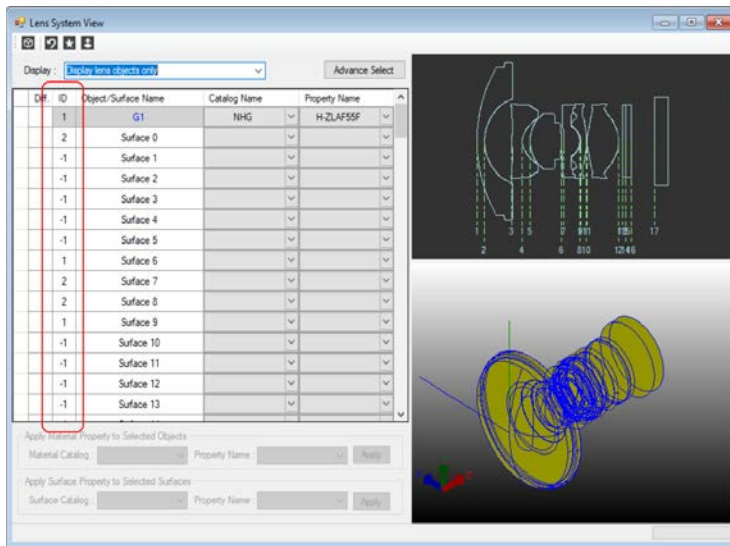 Lens System View
Display : Display lens objects only Advance Select
Diff. ID Object/Surface Name Catalog Name Property Name
1 G1 NHG H-ZLAF55F
2 Surface 0
-1 Surface 1
-1 Surface 2
-1 Surface 3
-1 Surface 4
-1 Surface 5
1 Surface 6
2 Surface 7
2 Surface 8
1 Surface 9
-1 Surface 10
-1 Surface 11
-1 Surface 12
-1 Surface 13
Apply Material Property to Selected Objects
Material Catalog : Property Name : Apply
Apply Surface Property to Selected Surfaces
Surface Catalog : Property Name : Apply
1 3 5 7 17
2 4 6
Z